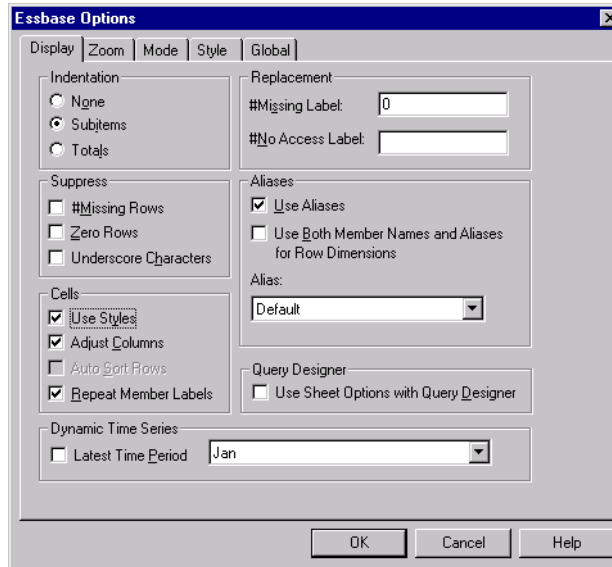 Essbase Options
Display Zoom Mode Style Global
Indentation
None
Subitems
Totals
Replacement
#Missing Label: 0
#No Access Label:
Suppress
#Missing Rows
Zero Rows
Underscore Characters
Aliases
Use Aliases
Use Both Member Names and Aliases
for Row Dimensions
Alias:
Default
Cells
Use Styles
Adjust Columns
Auto Sort Rows
Repeat Member Labels
Query Designer
Use Sheet Options with Query Designer
Dynamic Time Series
Latest Time Period Jan
OK Cancel Help